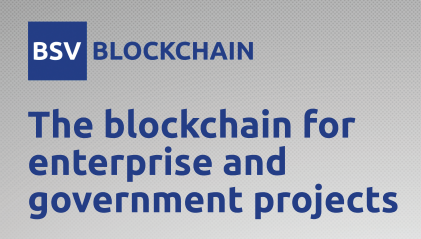 BSV BLOCKCHAIN
The blockchain for
enterprise and
government projects